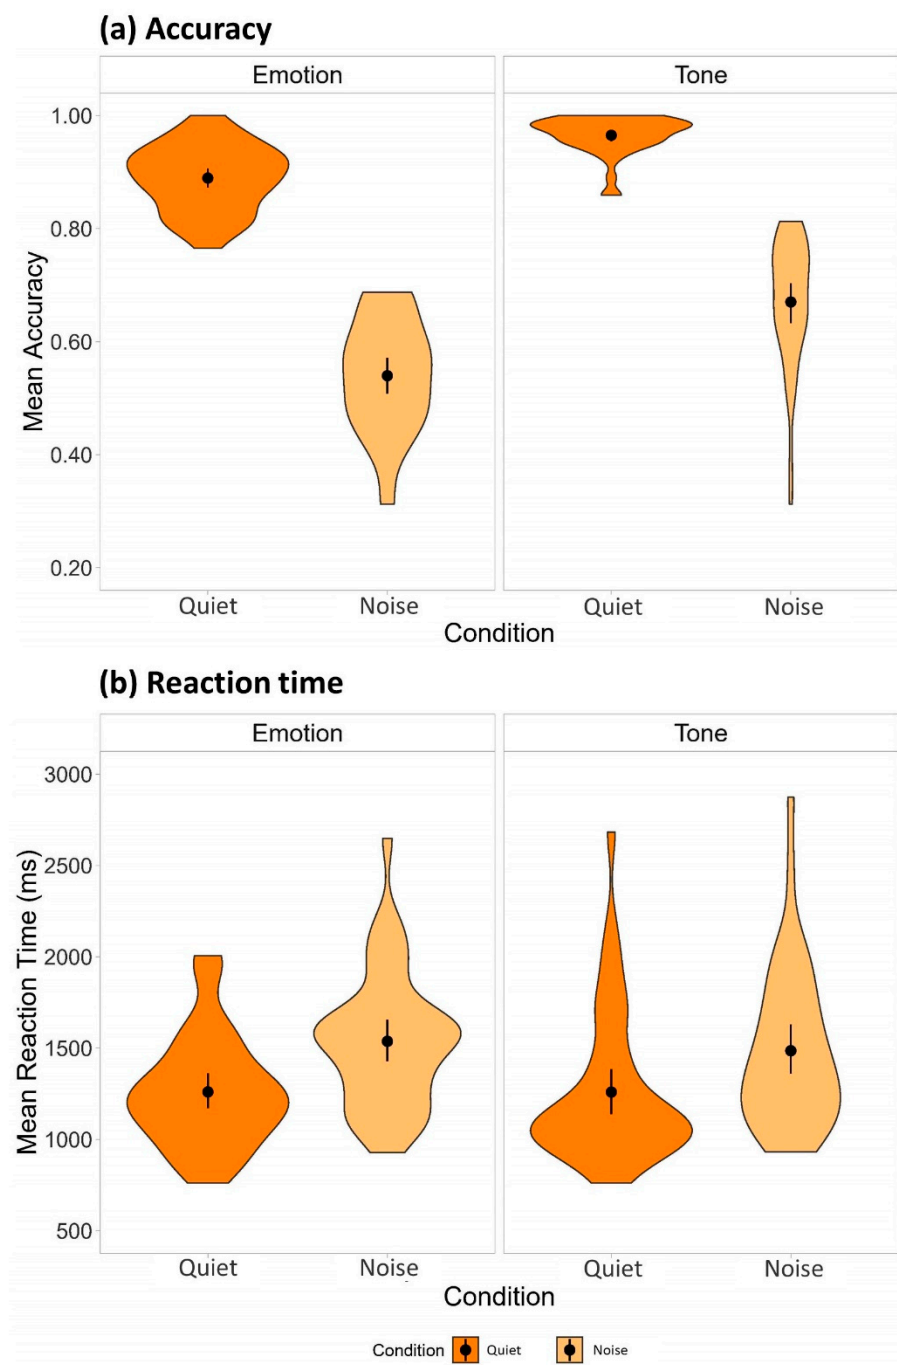 (a) Accuracy
Emotion Tone
Mean Accuracy
1.00
0.80
0.60
0.40
0.20
Quiet Noise Quiet Noise
Condition
(b) Reaction time
Emotion Tone
Mean Reaction Time (ms)
3000
2500
2000
1500
1000
500
Quiet Noise Quiet Noise
Condition
Condition Quiet Noise